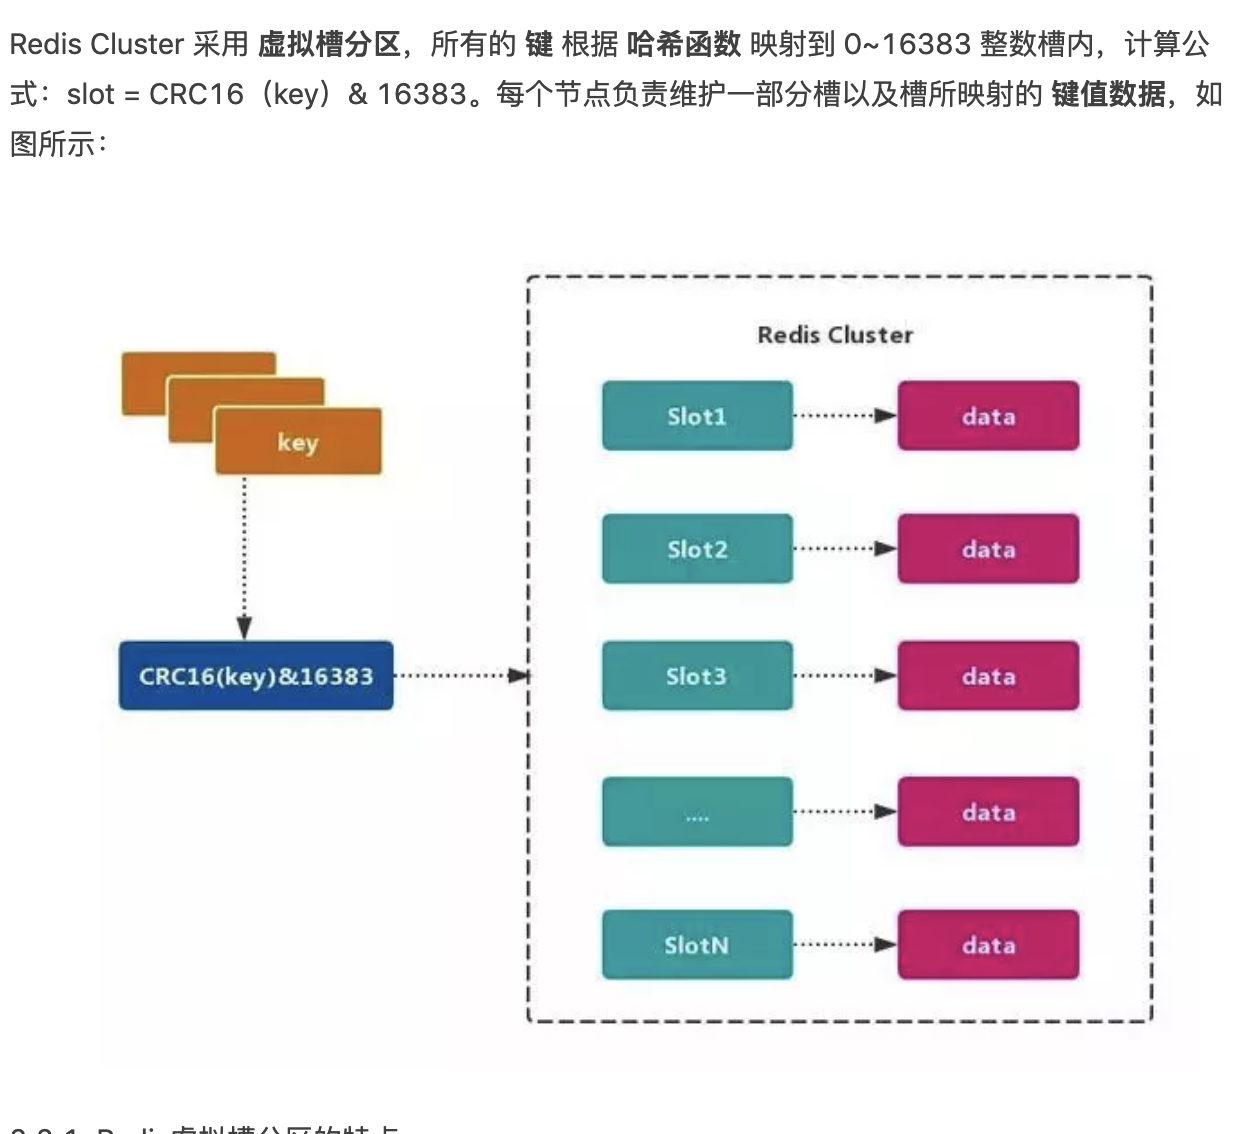 Redis Cluster 采用 虚拟槽分区，所有的 键 根据 哈希函数 映射到 0~16383 整数槽内，计算公
式：slot = CRC16（key）& 16383。每个节点负责维护一部分槽以及槽所映射的 键值数据，如
图所示：
Redis Cluster
key
CRC16(key)&16383
Slot1
data
Slot2
data
Slot3
data
....
data
SlotN
data